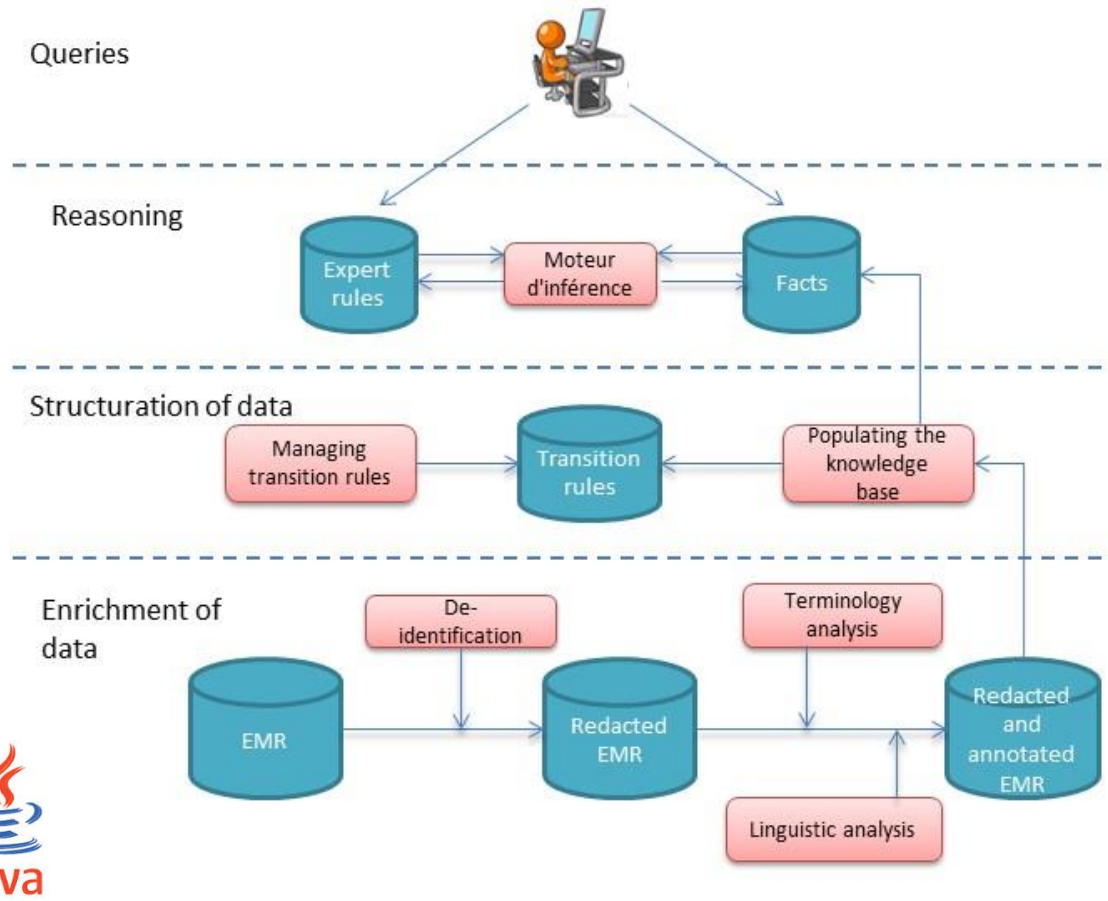 Queries
Reasoning
Expert
rules
Moteur
d'inférence
Facts
Structuration of data
Managing
transition rules
Transition
rules
Populating the
knowledge
base
Enrichment of
data
De-
identification
Terminology
analysis
EMR
Redacted
EMR
Redacted
and
annotated
EMR
Linguistic analysis
va